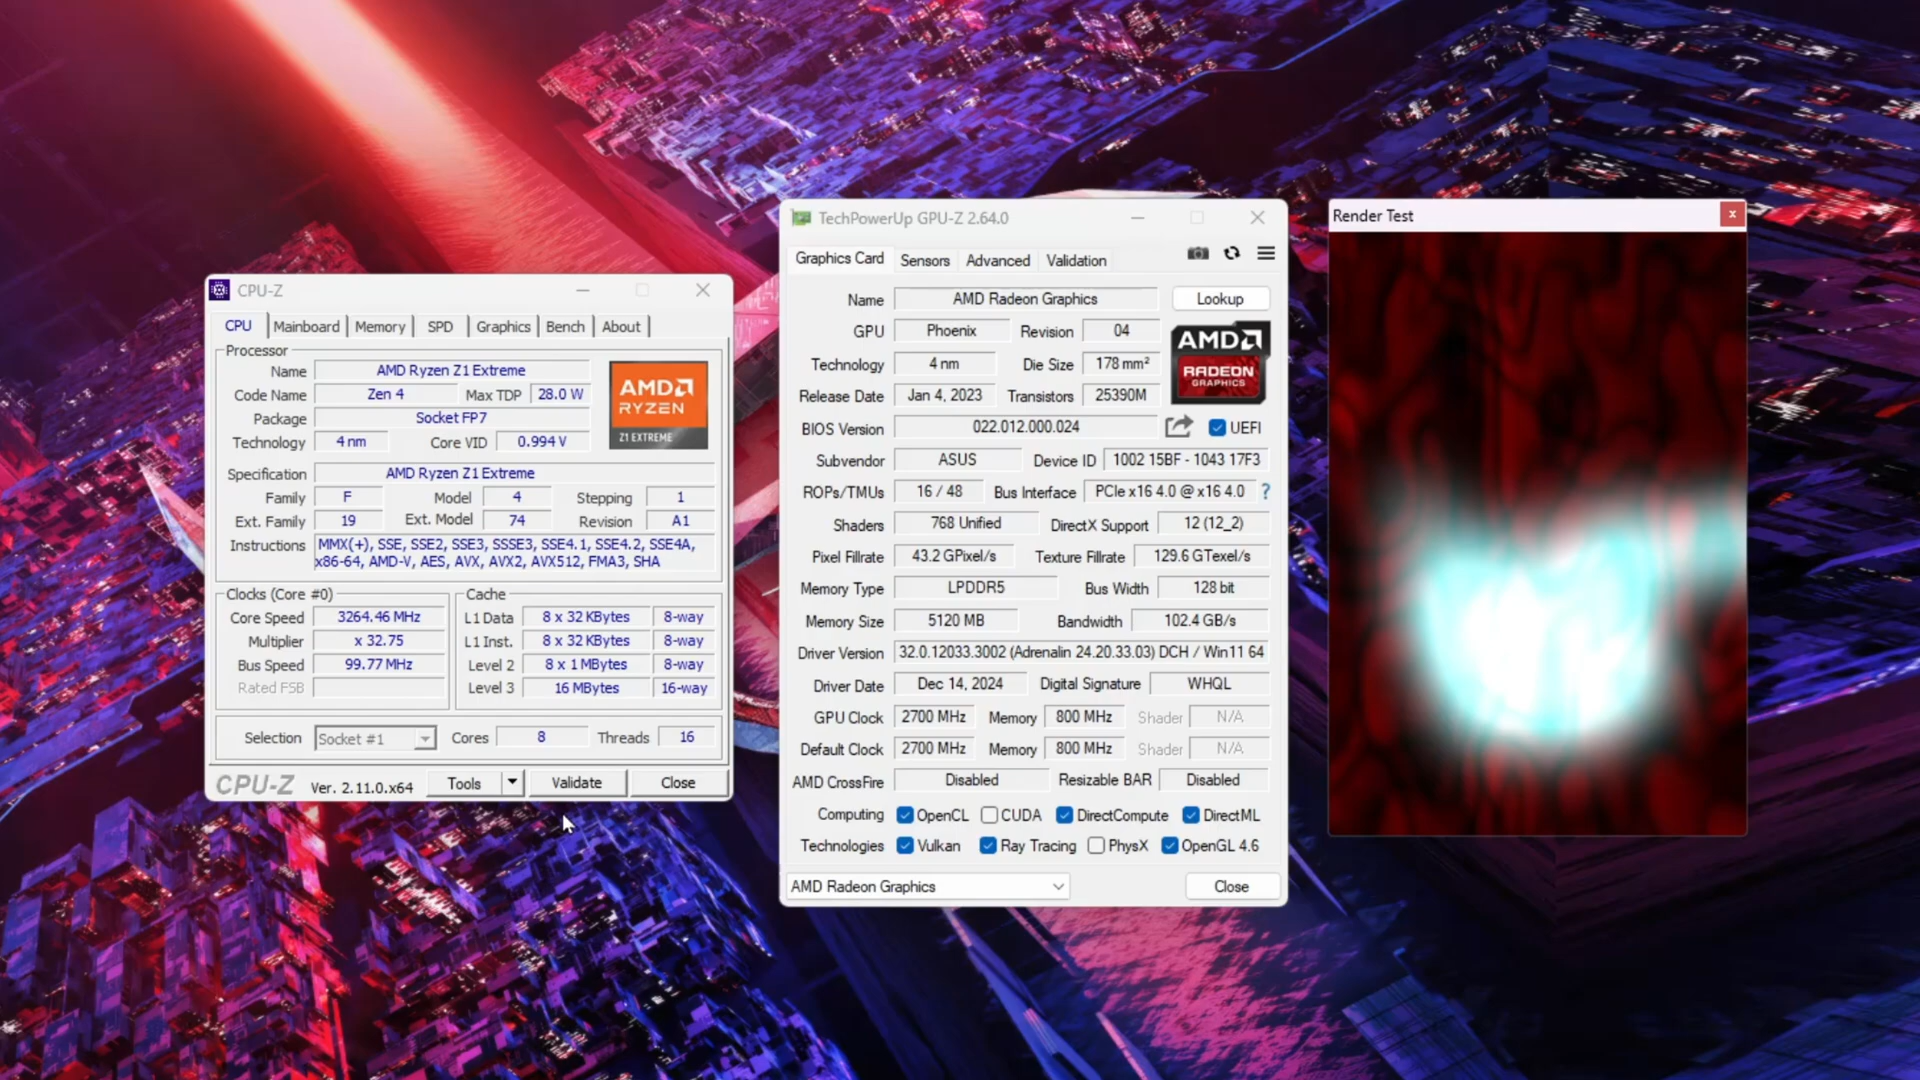 CPU-Z
CPU Mainboard Memory SPD Graphics Bench About
Processor
Name AMD Ryzen Z1 Extreme
Code Name Zen 4 Max TDP 28.0 W
Package Socket FP7
Technology 4 nm Core VID 0.994 V
AMD
RYZEN
Z1 EXTREME
Specification AMD Ryzen Z1 Extreme
Family F Model 4 Stepping 1
Ext. Family 19 Ext. Model 74 Revision A1
Instructions MMX(+), SSE, SSE2, SSE3, SSSE3, SSE4.1, SSE4.2, SSE4A,
x86-64, AMD-V, AES, AVX, AVX2, AVX512, FMA3, SHA
Clocks (Core #0)
Core Speed 3264.46 MHz
Multiplier x 32.75
Bus Speed 99.77 MHz
Rated FSB
Cache
L1 Data 8 x 32 KBytes 8-way
L1 Inst. 8 x 32 KBytes 8-way
Level 2 8 x 1 MBytes 8-way
Level 3 16 MBytes 16-way
Selection Socket #1 Cores 8 Threads 16
CPU-Z Ver. 2.11.0.x64 Tools Validate Close
TechPowerUp GPU-Z 2.64.0
Graphics Card Sensors Advanced Validation
Name AMD Radeon Graphics Lookup
GPU Phoenix Revision 04
Technology 4 nm Die Size 178 mm²
Release Date Jan 4, 2023 Transistors 25390M
AMD
RADEON
GRAPHICS
BIOS Version 022.012.000.024 UEFI
Subvendor ASUS Device ID 1002 15BF - 1043 17F3
ROPs/TMUs 16 / 48 Bus Interface PCIe x16 4.0 @ x16 4.0 ?
Shaders 768 Unified DirectX Support 12 (12_2)
Pixel Fillrate 43.2 GPixel/s Texture Fillrate 129.6 GTexel/s
Memory Type LPDDR5 Bus Width 128 bit
Memory Size 5120 MB Bandwidth 102.4 GB/s
Driver Version 32.0.12033.3002 (Adrenalin 24.20.33.03) DCH / Win11 64
Driver Date Dec 14, 2024 Digital Signature WHQL
GPU Clock 2700 MHz Memory 800 MHz Shader N/A
Default Clock 2700 MHz Memory 800 MHz Shader N/A
AMD CrossFire Disabled Resizable BAR Disabled
Computing OpenCL CUDA DirectCompute DirectML
Technologies Vulkan Ray Tracing PhysX OpenGL 4.6
AMD Radeon Graphics Close
Render Test